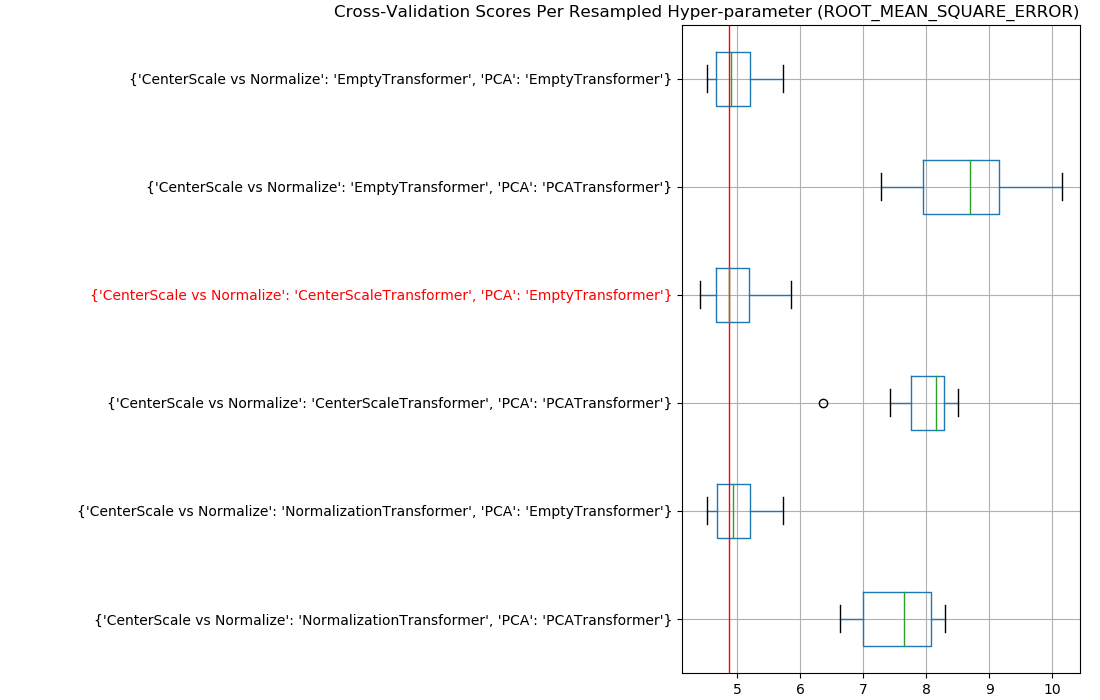 Cross-Validation Scores Per Resampled Hyper-parameter (ROOT_MEAN_SQUARE_ERROR)
{'CenterScale vs Normalize': 'EmptyTransformer', 'PCA': 'EmptyTransformer'}
{'CenterScale vs Normalize': 'EmptyTransformer', 'PCA': 'PCATransformer'}
{'CenterScale vs Normalize': 'CenterScaleTransformer', 'PCA': 'EmptyTransformer'}
{'CenterScale vs Normalize': 'CenterScaleTransformer', 'PCA': 'PCATransformer'}
{'CenterScale vs Normalize': 'NormalizationTransformer', 'PCA': 'EmptyTransformer'}
{'CenterScale vs Normalize': 'NormalizationTransformer', 'PCA': 'PCATransformer'}
5 6 7 8 9 10